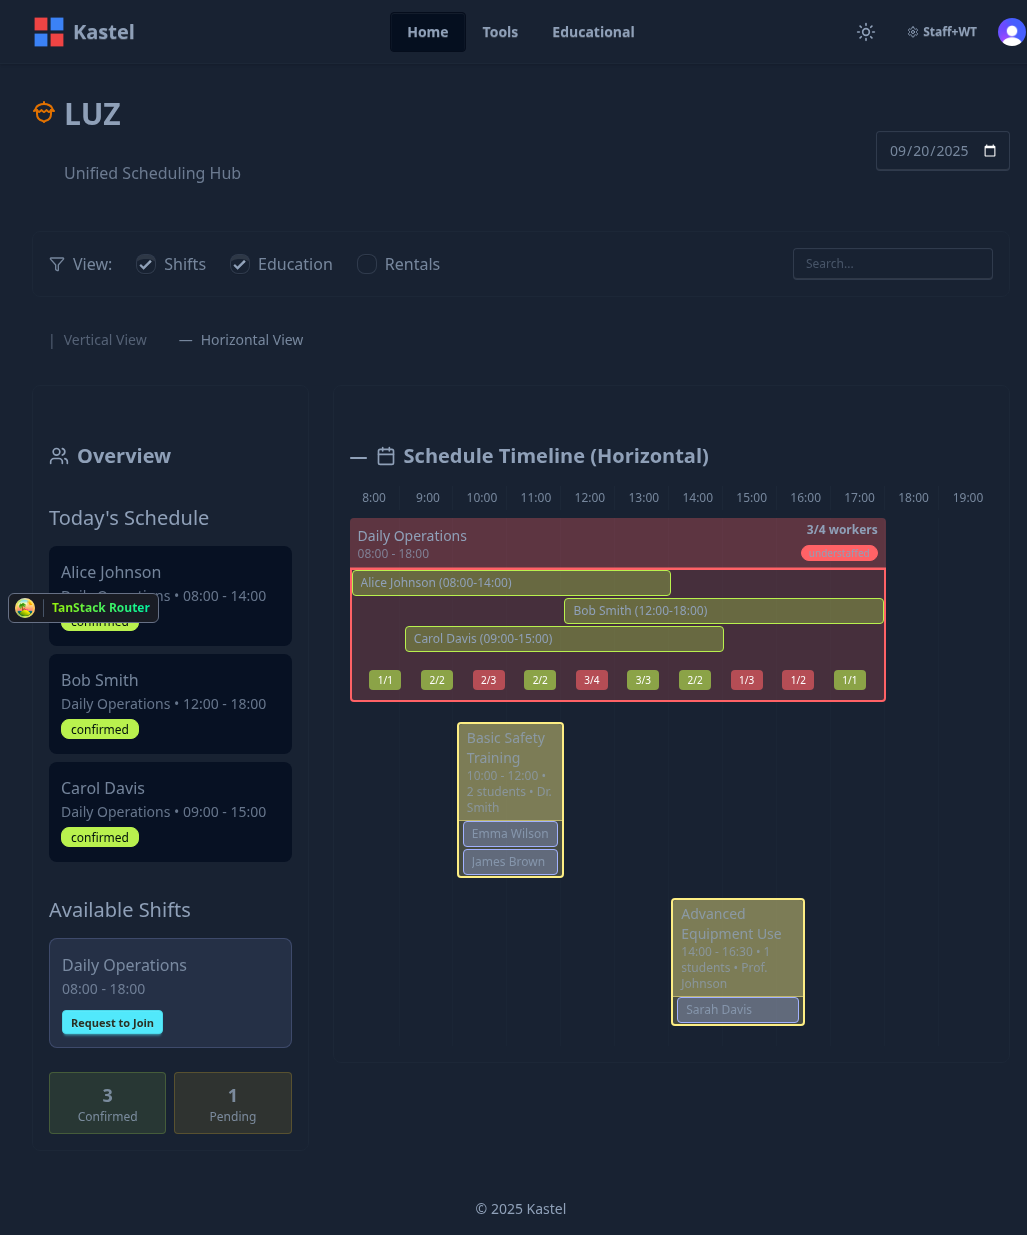 Kastel
Home
Tools
Educational
Staff+WT
LUZ
Unified Scheduling Hub
09/20/2025
View:
Shifts
Education
Rentals
Search...
| Vertical View
— Horizontal View
Overview
Today's Schedule
Alice Johnson
Daily Operations • 08:00 - 14:00
confirmed
TanStack Router
Bob Smith
Daily Operations • 12:00 - 18:00
confirmed
Carol Davis
Daily Operations • 09:00 - 15:00
confirmed
Available Shifts
Daily Operations
08:00 - 18:00
Request to Join
3
Confirmed
1
Pending
— Schedule Timeline (Horizontal)
8:00 9:00 10:00 11:00 12:00 13:00 14:00 15:00 16:00 17:00 18:00 19:00
Daily Operations
08:00 - 18:00
3/4 workers
understaffed
Alice Johnson (08:00-14:00)
Bob Smith (12:00-18:00)
Carol Davis (09:00-15:00)
1/1 2/2 2/3 2/2 3/4 3/3 2/2 1/3 1/2 1/1
Basic Safety
Training
10:00 - 12:00 •
2 students • Dr.
Smith
Emma Wilson
James Brown
Advanced
Equipment Use
14:00 - 16:30 • 1
students • Prof.
Johnson
Sarah Davis
© 2025 Kastel